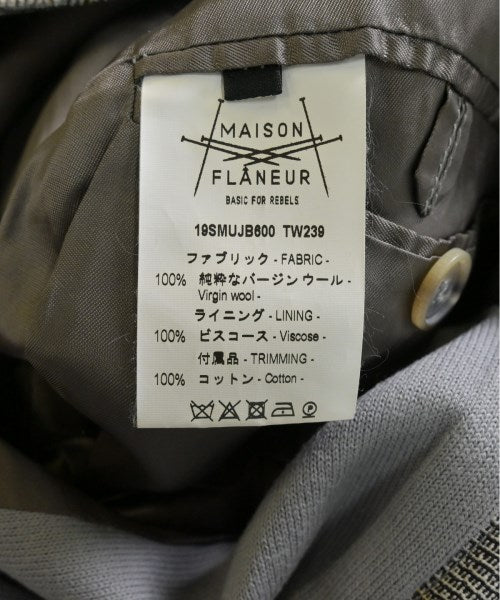 MAISON
FLÂNEUR
BASIC FOR REBELS
19SMUJB600 TW239
ファブリック - FABRIC -
100% 純粋なバージン ウール -
Virgin wool -
ライニング - LINING -
100% ビスコース - Viscose -
付属品 - TRIMMING -
100% コットン - Cotton -